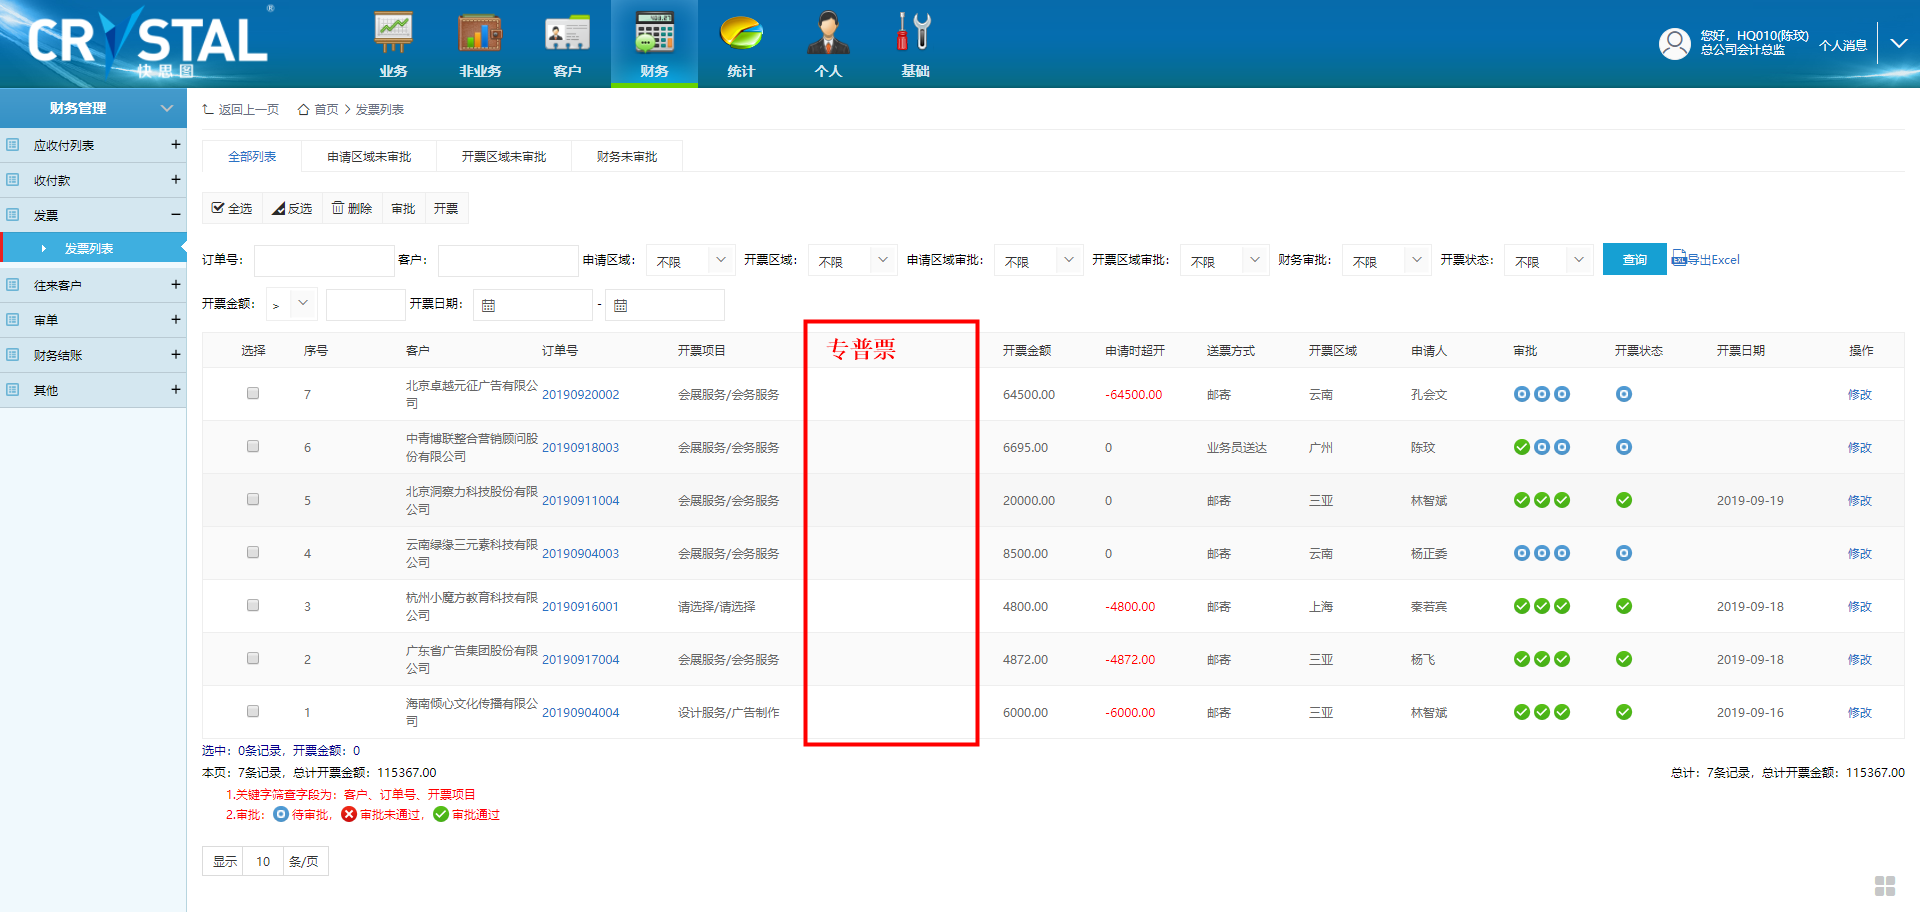 CRYSTAL ®
快思图
业务 非业务 客户 财务 统计 个人 基础
您好，HQ010(陈玟)
总公司会计总监
个人消息
财务管理
应收付列表 +
收付款 +
发票 −
发票列表
往来客户 +
审单 +
财务结账 +
其他 +
返回上一页 首页 > 发票列表
全部列表 申请区域未审批 开票区域未审批 财务未审批
全选 反选 删除 审批 开票
订单号： 客户： 申请区域： 不限 开票区域： 不限 申请区域审批： 不限 开票区域审批： 不限 财务审批： 不限 开票状态： 不限 查询 导出Excel
开票金额： > 开票日期： -
选择 序号 客户 订单号 开票项目 专普票 开票金额 申请时超开 送票方式 开票区域 申请人 审批 开票状态 开票日期 操作
7 北京卓越元征广告有限公司 20190920002 会展服务/会务服务 64500.00 -64500.00 邮寄 云南 孔会文 修改
6 中青博联整合营销顾问股份有限公司 20190918003 会展服务/会务服务 6695.00 0 业务员送达 广州 陈玟 修改
5 北京洞察力科技股份有限公司 20190911004 会展服务/会务服务 20000.00 0 邮寄 三亚 林智斌 2019-09-19 修改
4 云南绿缘三元素科技有限公司 20190904003 会展服务/会务服务 8500.00 0 邮寄 云南 杨正委 修改
3 杭州小魔方教育科技有限公司 20190916001 请选择/请选择 4800.00 -4800.00 邮寄 上海 秦若宾 2019-09-18 修改
2 广东省广告集团股份有限公司 20190917004 会展服务/会务服务 4872.00 -4872.00 邮寄 三亚 杨飞 2019-09-18 修改
1 海南倾心文化传播有限公司 20190904004 设计服务/广告制作 6000.00 -6000.00 邮寄 三亚 林智斌 2019-09-16 修改
选中：0条记录，开票金额：0
本页：7条记录，总计开票金额：115367.00 总计：7条记录，总计开票金额：115367.00
1.关键字筛查字段为：客户、订单号、开票项目
2.审批： 待审批， 审批未通过， 审批通过
显示 10 条/页